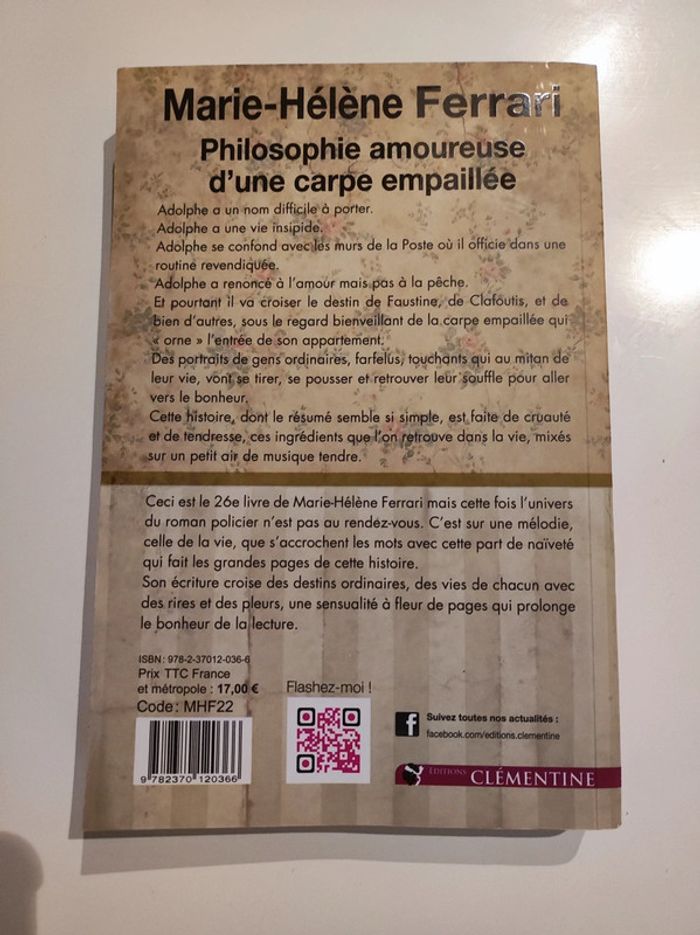 Marie-Hélène Ferrari
Philosophie amoureuse
d'une carpe empaillée
Adolphe a un nom difficile à porter.
Adolphe a une vie insipide.
Adolphe se confond avec les murs de la Poste où il officie dans une
routine revendiquée.
Adolphe a renoncé à l'amour mais pas à la pêche.
Et pourtant il va croiser le destin de Faustine, de Clafoutis, et de
bien d'autres, sous le regard bienveillant de la carpe empaillée qui
« orne » l'entrée de son appartement.
Des portraits de gens ordinaires, farfelus, touchants qui au mitan de
leur vie, vont se tirer, se pousser et retrouver leur souffle pour aller
vers le bonheur.
Cette histoire, dont le résumé semble si simple, est faite de cruauté
et de tendresse, ces ingrédients que l'on retrouve dans la vie, mixés
sur un petit air de musique tendre.
Ceci est le 26e livre de Marie-Hélène Ferrari mais cette fois l'univers
du roman policier n'est pas au rendez-vous. C'est sur une mélodie,
celle de la vie, que s'accrochent les mots avec cette part de naïveté
qui fait les grandes pages de cette histoire.
Son écriture croise des destins ordinaires, des vies de chacun avec
des rires et des pleurs, une sensualité à fleur de pages qui prolonge
le bonheur de la lecture.
ISBN : 978-2-37012-036-6
Prix TTC France
et métropole : 17,00 €
Code : MHF22
Flashez-moi !
Suivez toutes nos actualités :
facebook.com/editions.clementine
9 782370 120366
EDITIONS CLÉMENTINE